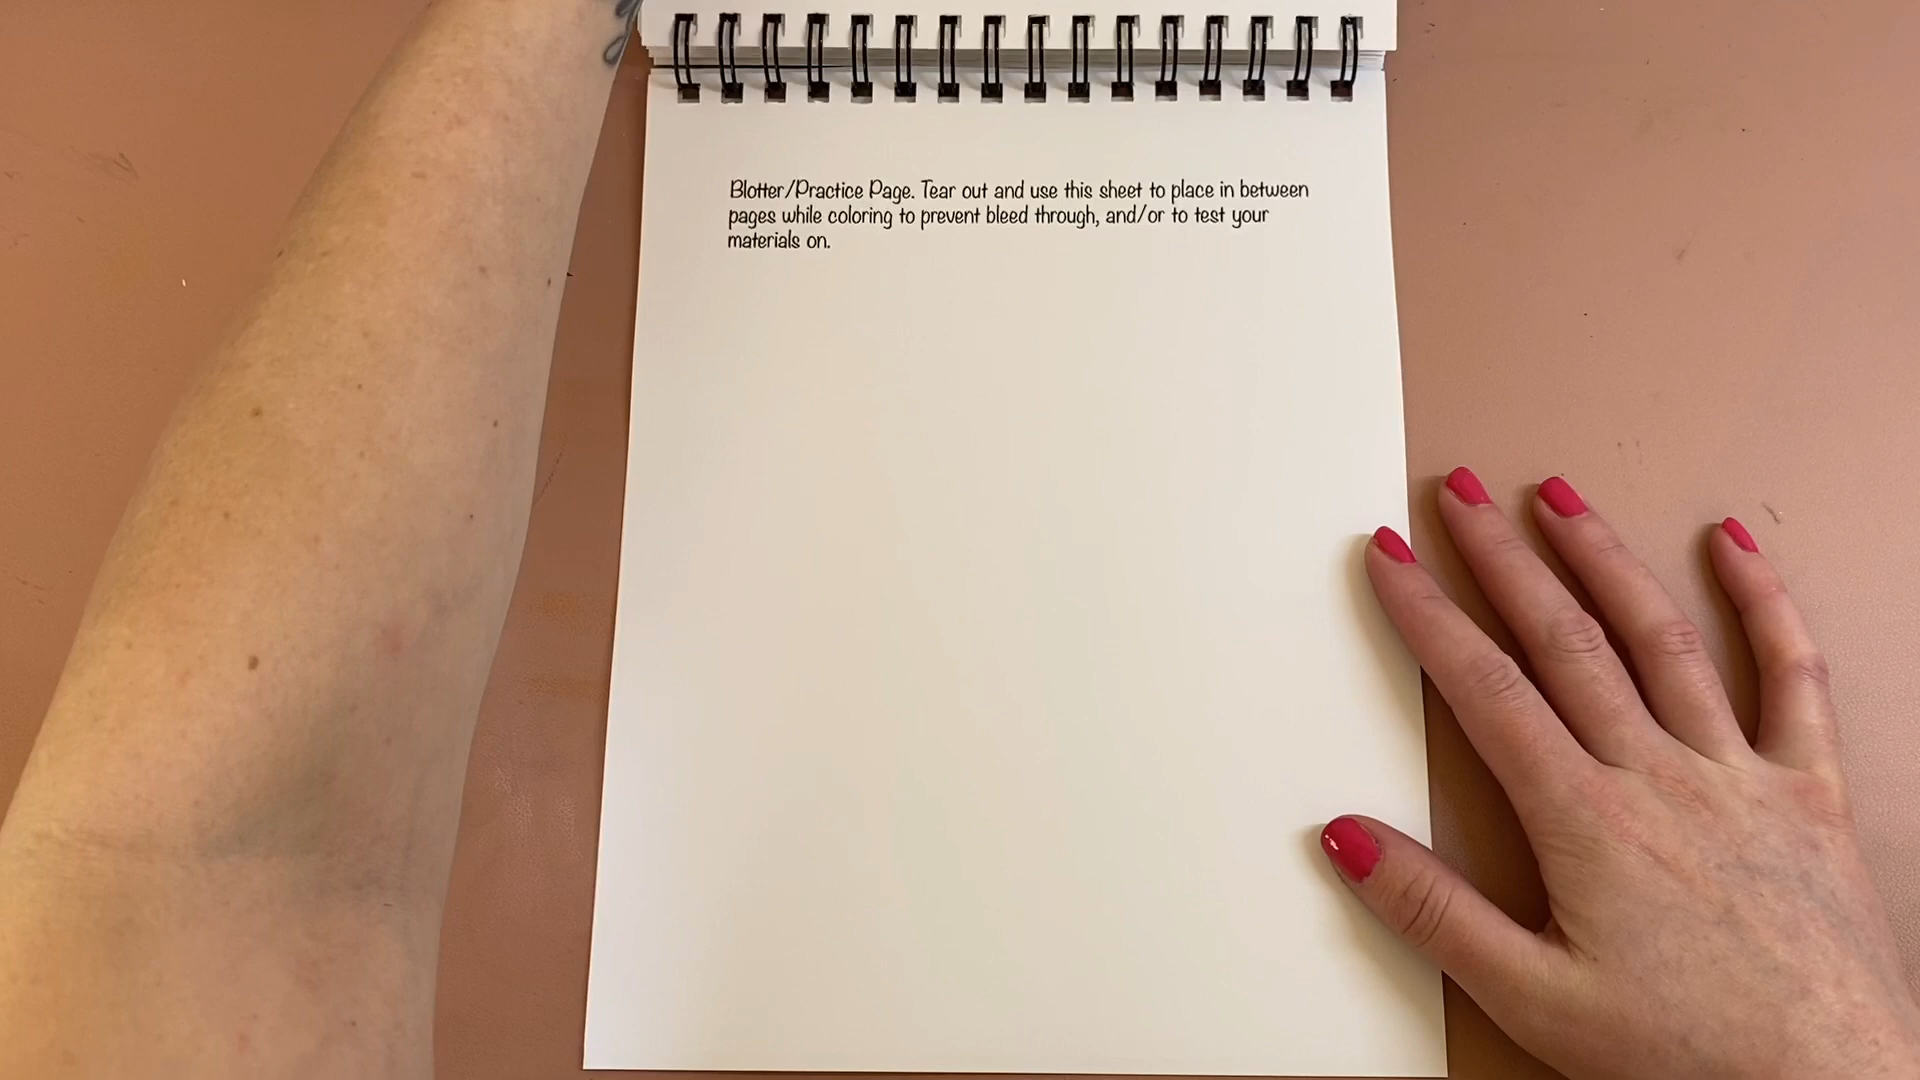 Blotter/Practice Page. Tear out and use this sheet to place in between
pages while coloring to prevent bleed through, and/or to test your
materials on.